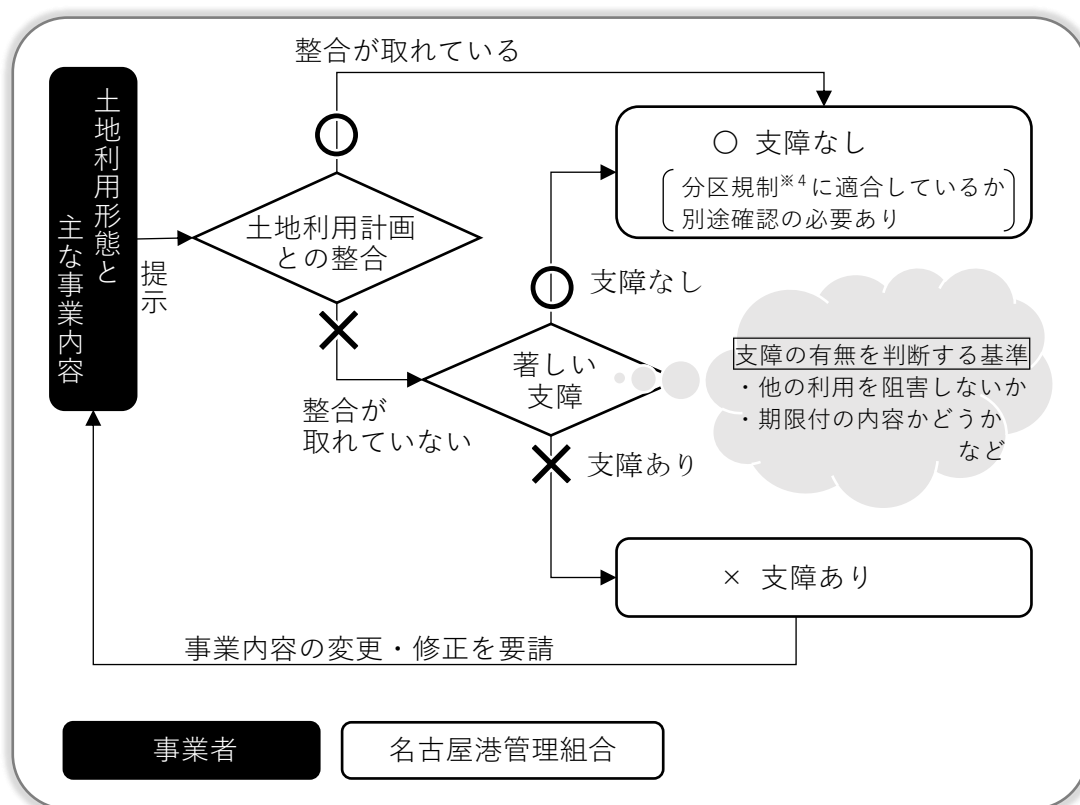 整合が取れている
土地利用形態と
主な事業内容
提示
土地利用計画
との整合
○ 支障なし
分区規制※4に適合しているか
別途確認の必要あり
支障なし
著しい
支障
支障の有無を判断する基準
・他の利用を阻害しないか
・期限付の内容かどうか
など
整合が
取れていない
支障あり
× 支障あり
事業内容の変更・修正を要請
事業者
名古屋港管理組合